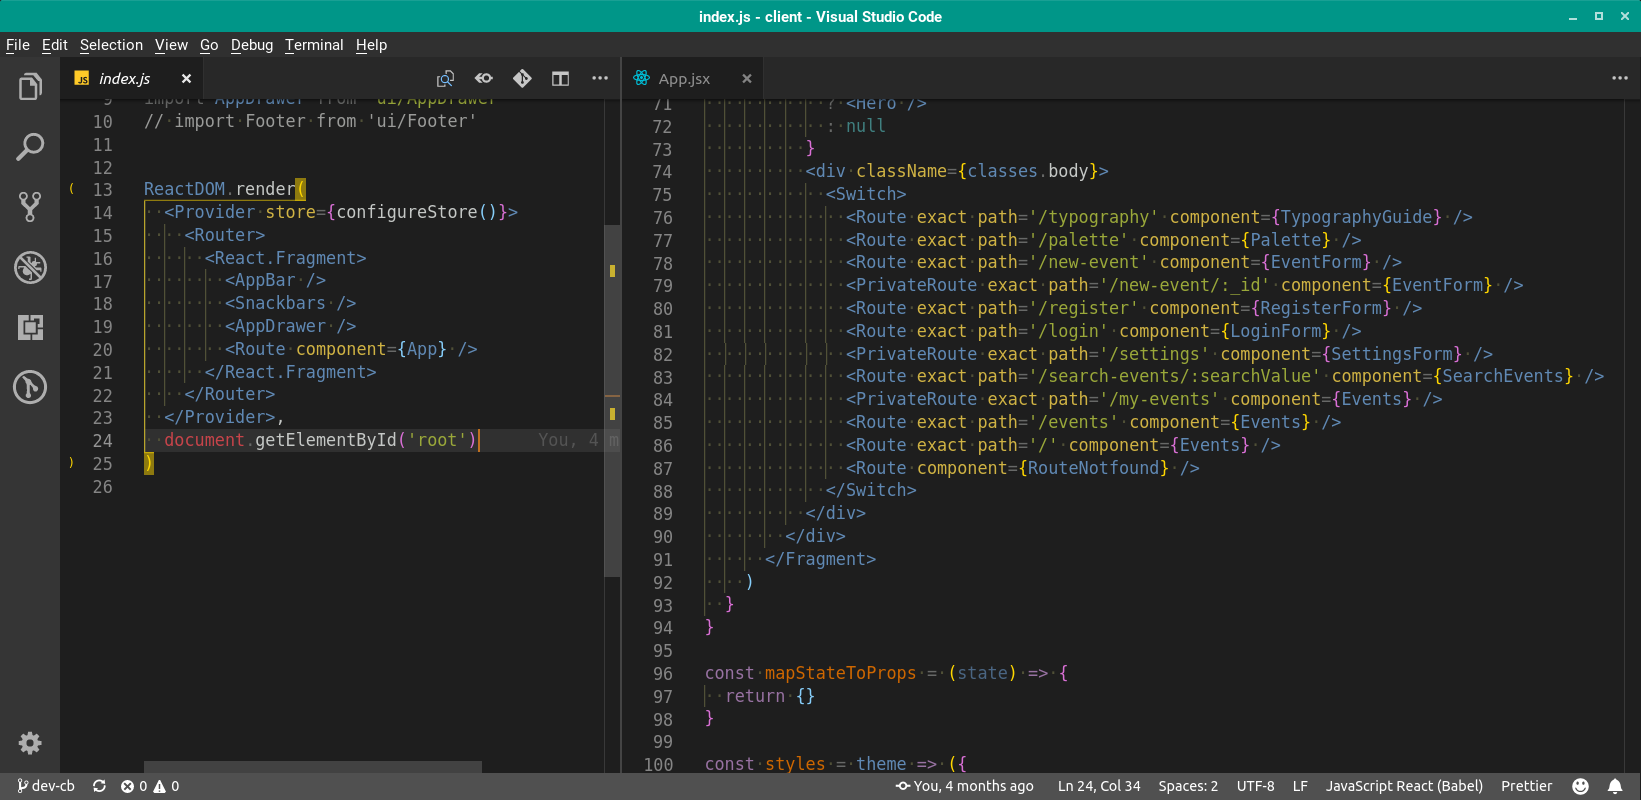 index.js - client - Visual Studio Code
File Edit Selection View Go Debug Terminal Help
index.js
9 import AppDrawer from 'ui/AppDrawer'
10 // import Footer from 'ui/Footer'
11
12
13 ReactDOM.render(
14 <Provider store={configureStore()}>
15 <Router>
16 <React.Fragment>
17 <AppBar />
18 <Snackbars />
19 <AppDrawer />
20 <Route component={App} />
21 </React.Fragment>
22 </Router>
23 </Provider>,
24 document.getElementById('root') You, 4 m
25 )
26
App.jsx
71 ? <Hero />
72 : null
73 }
74 <div className={classes.body}>
75 <Switch>
76 <Route exact path='/typography' component={TypographyGuide} />
77 <Route exact path='/palette' component={Palette} />
78 <Route exact path='/new-event' component={EventForm} />
79 <PrivateRoute exact path='/new-event/:_id' component={EventForm} />
80 <Route exact path='/register' component={RegisterForm} />
81 <Route exact path='/login' component={LoginForm} />
82 <PrivateRoute exact path='/settings' component={SettingsForm} />
83 <Route exact path='/search-events/:searchValue' component={SearchEvents} />
84 <PrivateRoute exact path='/my-events' component={Events} />
85 <Route exact path='/events' component={Events} />
86 <Route exact path='/' component={Events} />
87 <Route component={RouteNotfound} />
88 </Switch>
89 </div>
90 </div>
91 </Fragment>
92 )
93 }
94 }
95
96 const mapStateToProps = (state) => {
97 return {}
98 }
99
100 const styles = theme => ({
dev-cb 0 0 You, 4 months ago Ln 24, Col 34 Spaces: 2 UTF-8 LF JavaScript React (Babel) Prettier